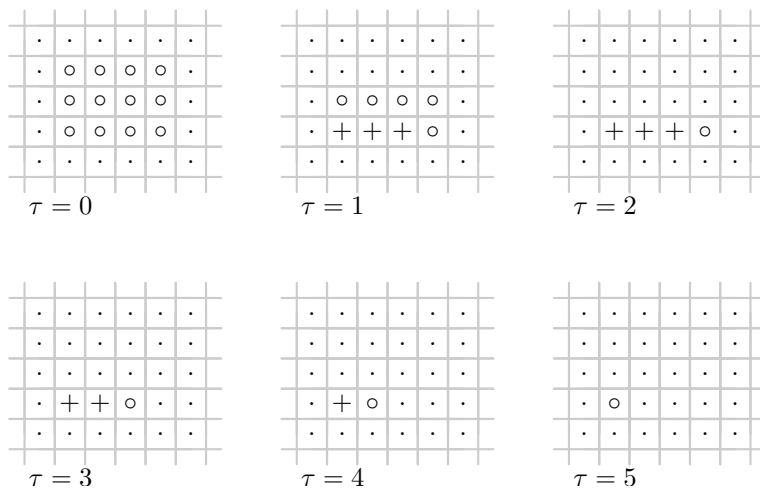 τ = 0
τ = 1
τ = 2
τ = 3
τ = 4
τ = 5